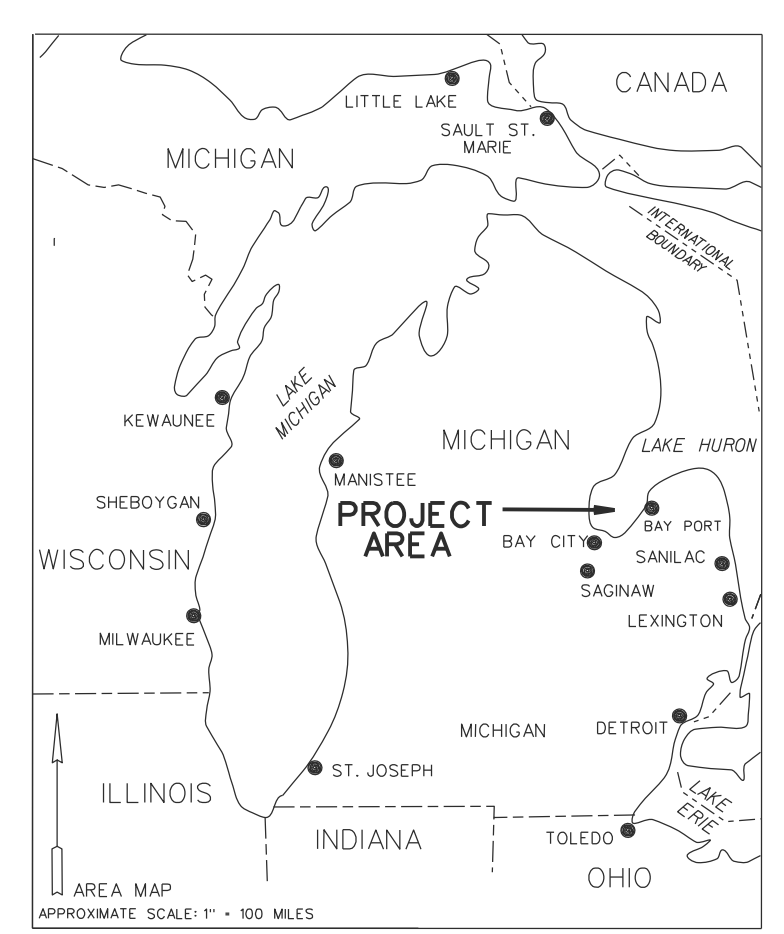 CANADA
LITTLE LAKE
SAULT ST.
MARIE
MICHIGAN
INTERNATIONAL
BOUNDARY
LAKE
MICHIGAN
KEWAUNEE
MICHIGAN
LAKE HURON
MANISTEE
SHEBOYGAN
PROJECT
AREA
BAY PORT
BAY CITY
WISCONSIN
SANILAC
SAGINAW
LEXINGTON
MILWAUKEE
MICHIGAN
DETROIT
ST. JOSEPH
ILLINOIS
LAKE
ERIE
INDIANA
TOLEDO
OHIO
AREA MAP
APPROXIMATE SCALE: 1" = 100 MILES